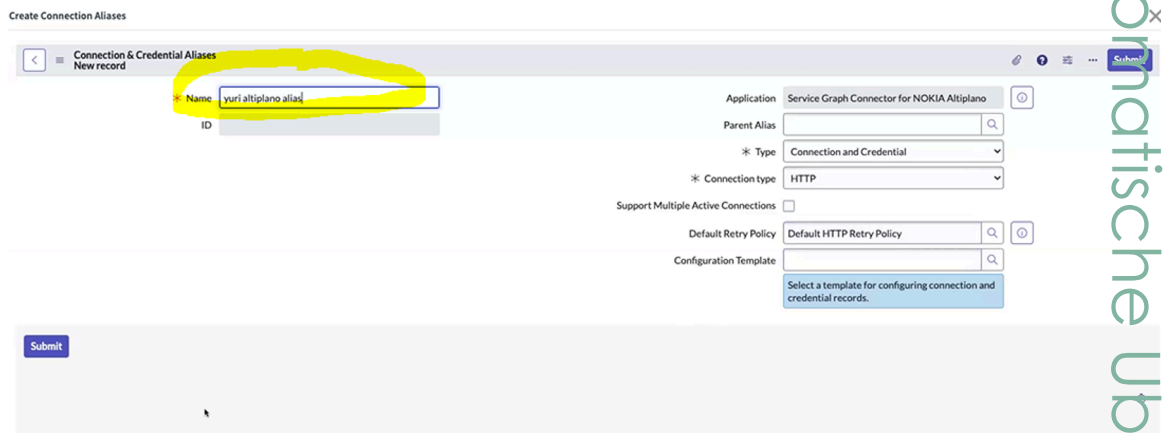 Create Connection Aliases
Connection & Credential Aliases
New record
Submit
* Name yuri altiplano alias
ID
Application Service Graph Connector for NOKIA Altiplano
Parent Alias
* Type Connection and Credential
* Connection type HTTP
Support Multiple Active Connections
Default Retry Policy Default HTTP Retry Policy
Configuration Template
Select a template for configuring connection and
credential records.
Submit
omatische Üb